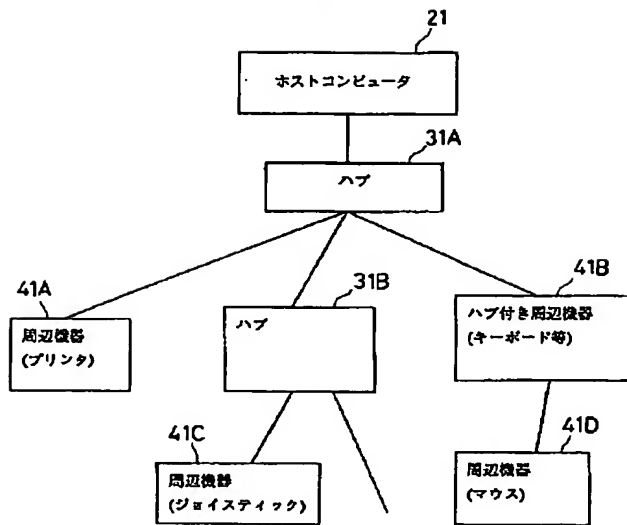 21
ホストコンピュータ
31A
ハブ
41A
周辺機器
(プリンタ)
31B
ハブ
41B
ハブ付き周辺機器
(キーボード等)
41C
周辺機器
(ジョイスティック)
41D
周辺機器
(マウス)